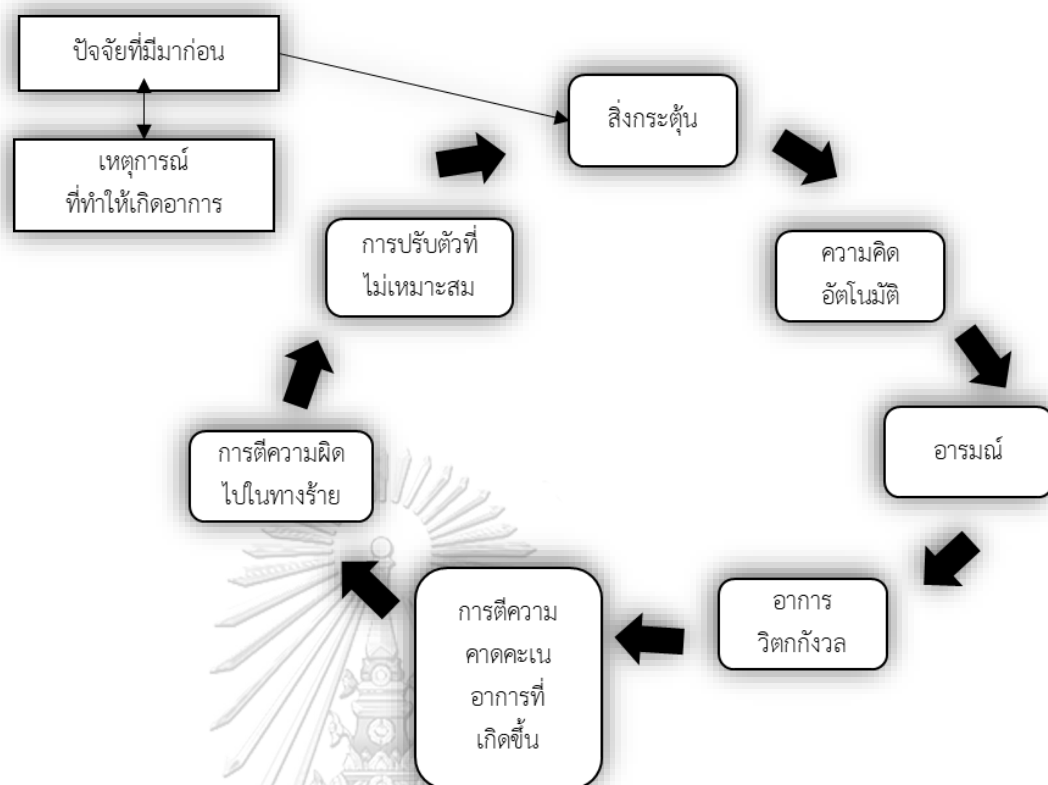 ปัจจัยที่มีมาก่อน
สิ่งกระตุ้น
เหตุการณ์
ที่ทำให้เกิดอาการ
การปรับตัวที่
ไม่เหมาะสม
ความคิด
อัตโนมัติ
การตีความผิด
ไปในทางร้าย
อารมณ์
การตีความ
คาดคะเน
อาการที่
เกิดขึ้น
อาการ
วิตกกังวล